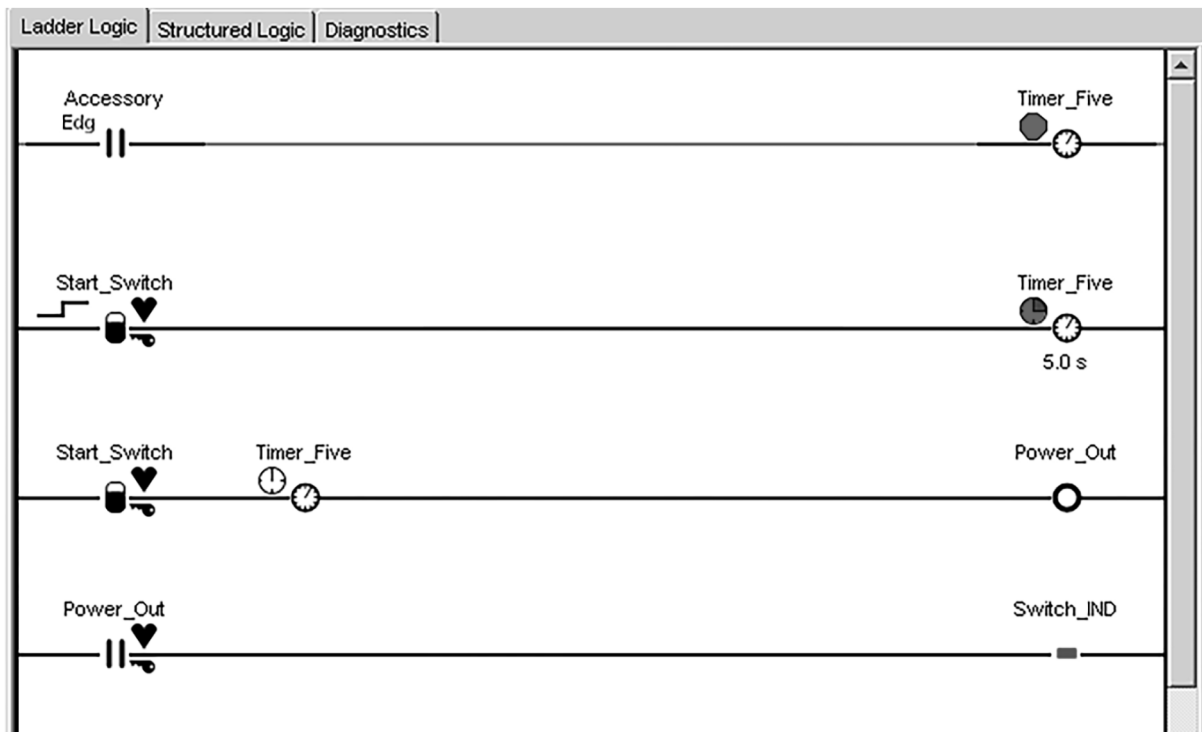 Ladder Logic Structured Logic Diagnostics
Accessory Timer_Five
Edg
Start_Switch Timer_Five
5.0 s
Start_Switch Timer_Five Power_Out
Power_Out Switch_IND